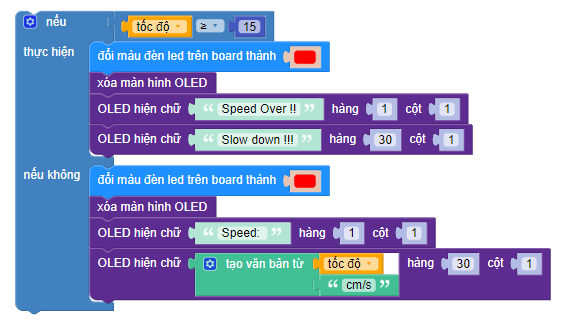 nếu tốc độ ≥ 15
thực hiện đổi màu đèn led trên board thành
xóa màn hình OLED
OLED hiện chữ “ Speed Over !! ” hàng 1 cột 1
OLED hiện chữ “ Slow down !!! ” hàng 30 cột 1
nếu không đổi màu đèn led trên board thành
xóa màn hình OLED
OLED hiện chữ “ Speed: ” hàng 1 cột 1
OLED hiện chữ tạo văn bản từ tốc độ hàng 30 cột 1
“ cm/s ”